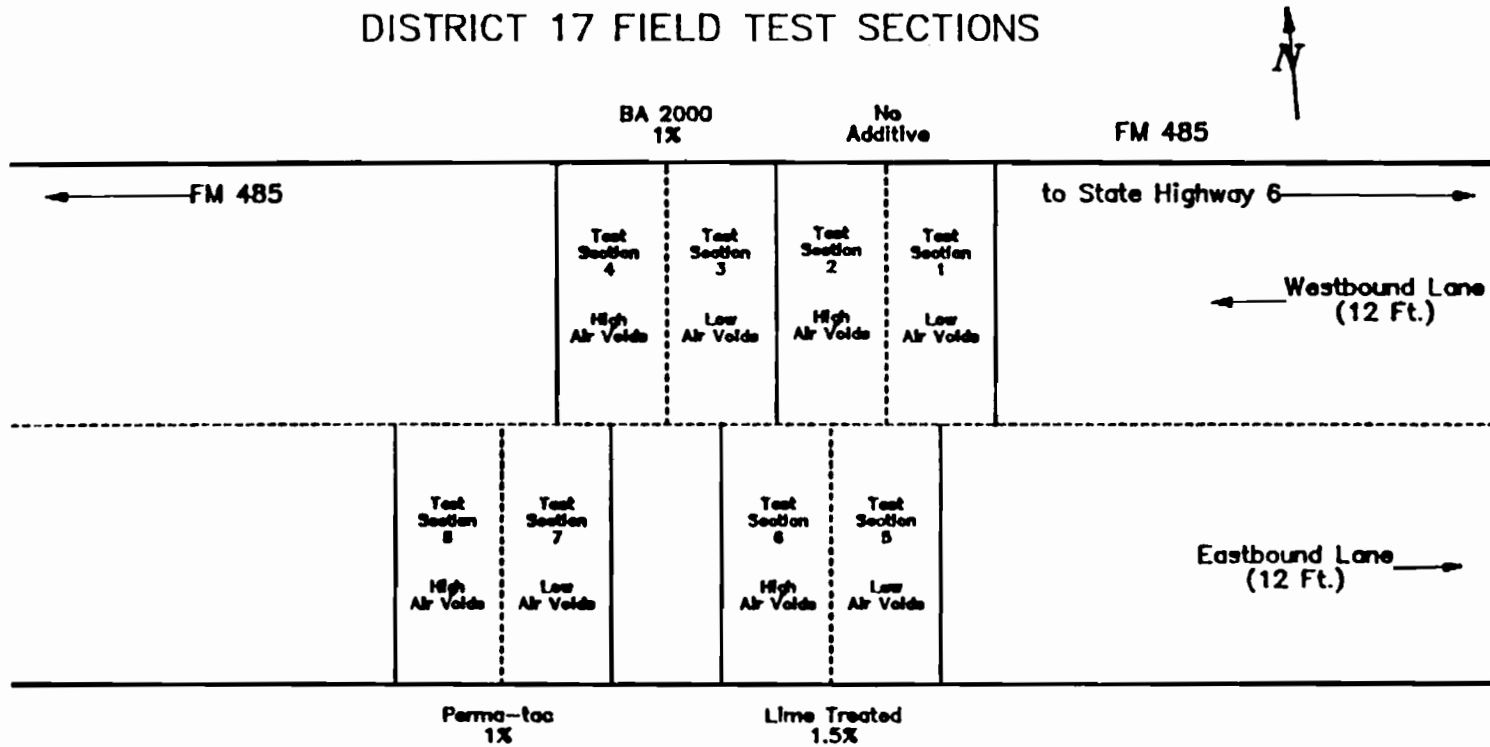 DISTRICT 17 FIELD TEST SECTIONS
N
BA 2000
1%
No
Additive
FM 485
FM 485
to State Highway 6
Test
Section
4
High
Air Voids
Test
Section
3
Low
Air Voids
Test
Section
2
High
Air Voids
Test
Section
1
Low
Air Voids
Westbound Lane
(12 Ft.)
Test
Section
8
High
Air Voids
Test
Section
7
Low
Air Voids
Test
Section
6
High
Air Voids
Test
Section
5
Low
Air Voids
Eastbound Lane
(12 Ft.)
Perma-tac
1%
Lime Treated
1.5%